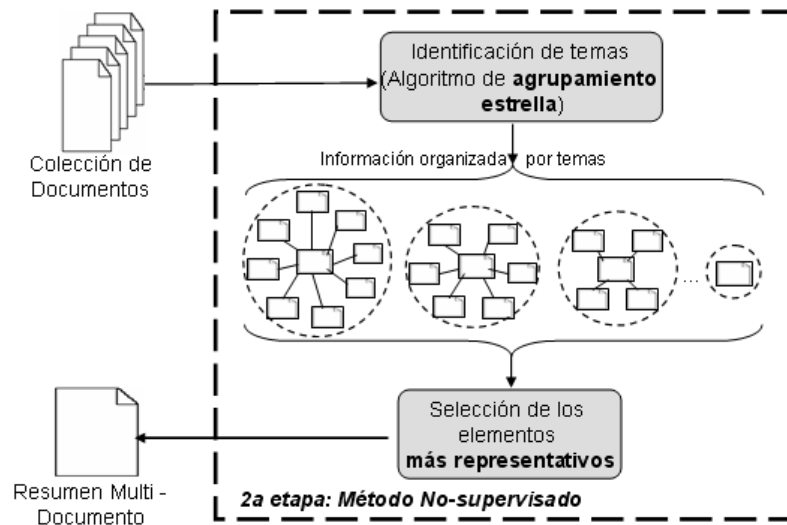 Identificación de temas
(Algoritmo de agrupamiento
estrella)
Colección de
Documentos
Información organizada por temas
...
Selección de los
elementos
más representativos
Resumen Multi -
Documento
2a etapa: Método No-supervisado